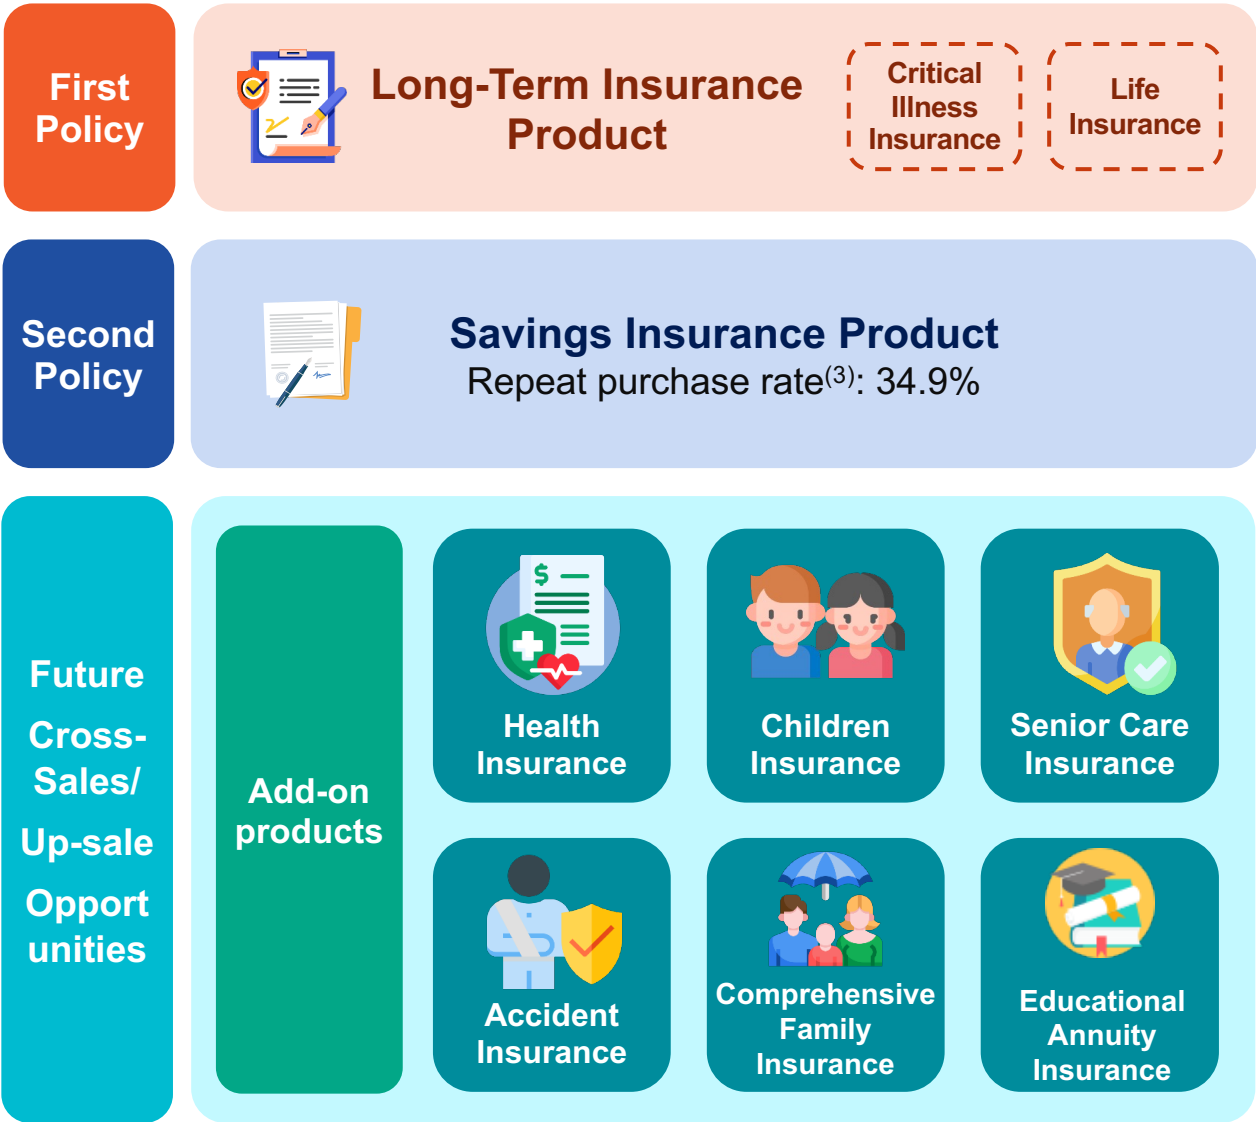 First
Policy
Long-Term Insurance
Product
Critical
Illness
Insurance
Life
Insurance
Second
Policy
Savings Insurance Product
Repeat purchase rate(3): 34.9%
Future
Cross-
Sales/
Up-sale
Opport
unities
Add-on
products
$
Health
Insurance
Children
Insurance
Senior Care
Insurance
Accident
Insurance
Comprehensive
Family
Insurance
Educational
Annuity
Insurance